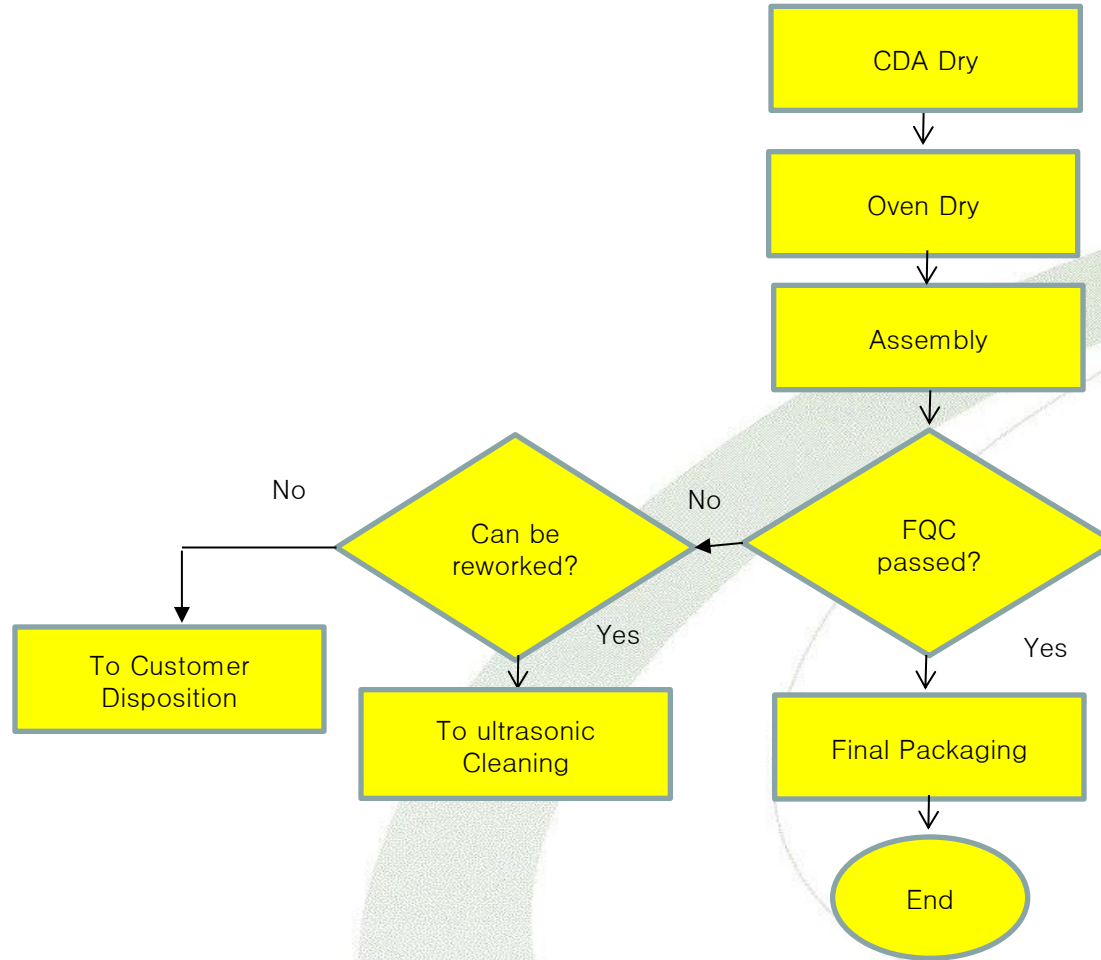 CDA Dry
Oven Dry
Assembly
No
No
Can be
reworked?
FQC
passed?
Yes
Yes
To Customer
Disposition
To ultrasonic
Cleaning
Final Packaging
End